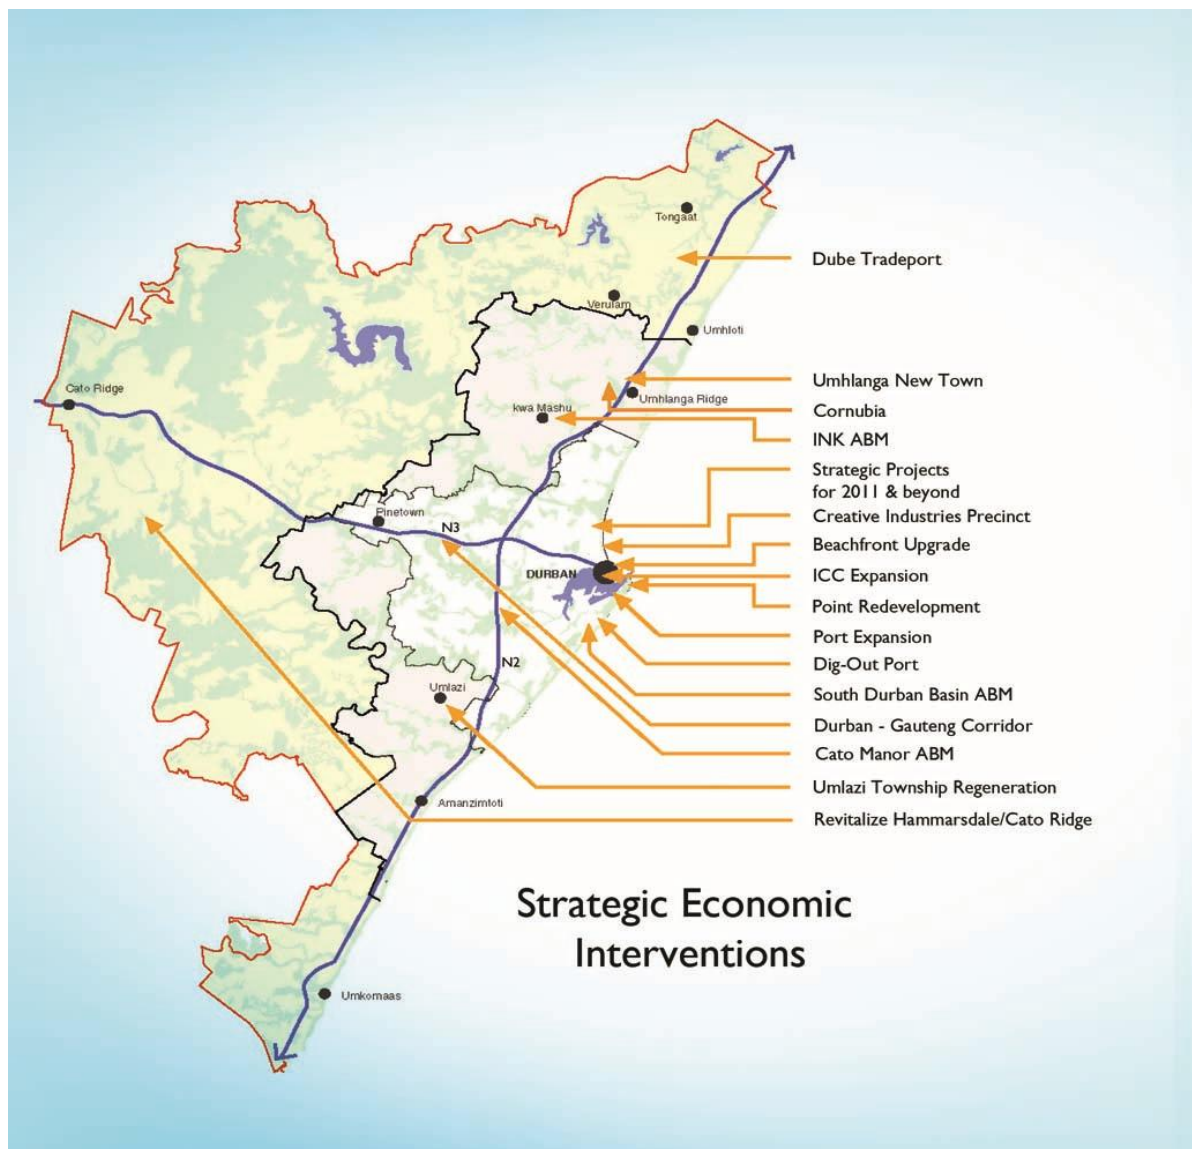 Tongaat
Dube Tradeport
Verulam
Umhloti
Umhlanga New Town
Cato Ridge
Umhlanga Ridge
kwa Mashu
Cornubia
INK ABM
Strategic Projects
for 2011 & beyond
Pinetown
Creative Industries Precinct
N3
Beachfront Upgrade
DURBAN
ICC Expansion
Point Redevelopment
Port Expansion
N2
Dig-Out Port
Umlazi
South Durban Basin ABM
Durban - Gauteng Corridor
Cato Manor ABM
Umlazi Township Regeneration
Amanzimtoti
Revitalize Hammarsdale/Cato Ridge
Strategic Economic
Interventions
Umkomaas